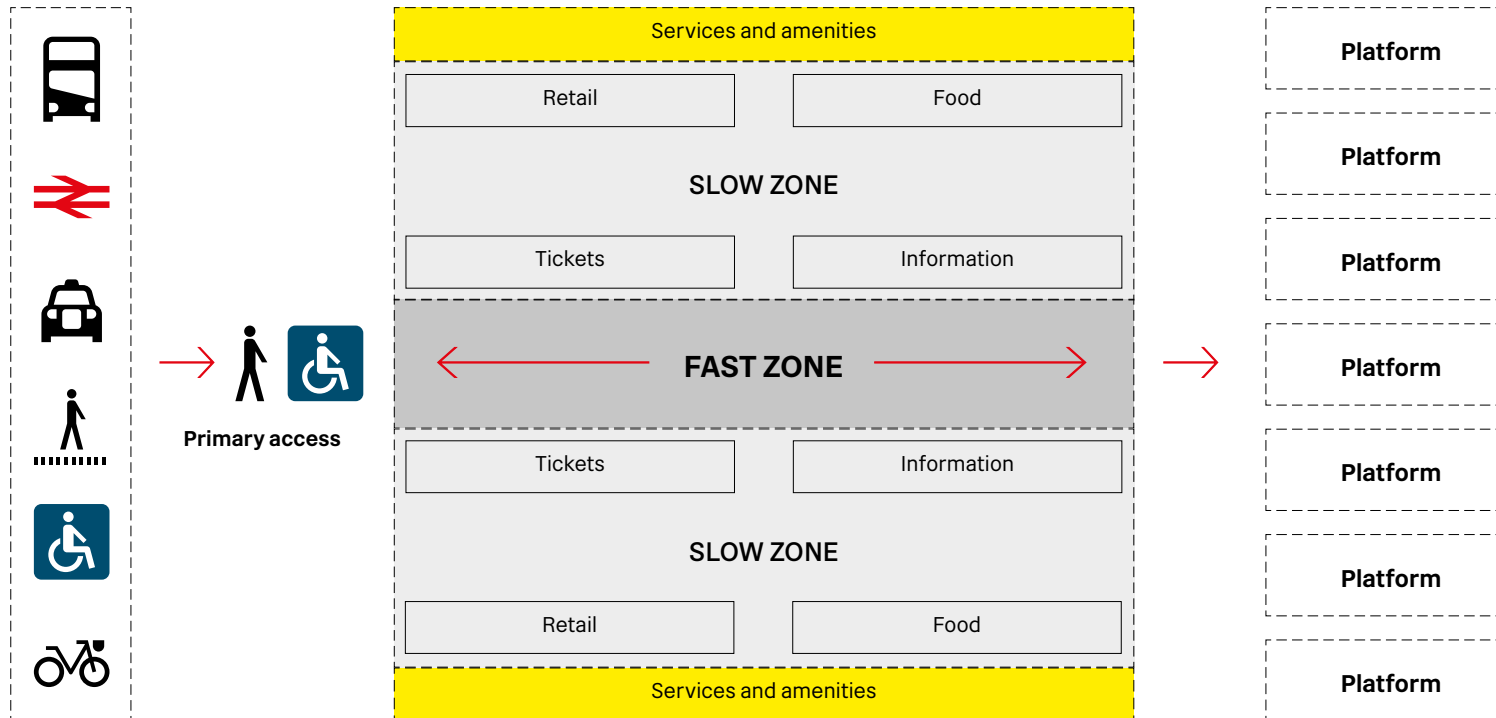 Services and amenities
Retail
Food
SLOW ZONE
Tickets
Information
FAST ZONE
Primary access
Tickets
Information
SLOW ZONE
Retail
Food
Services and amenities
Platform
Platform
Platform
Platform
Platform
Platform
Platform